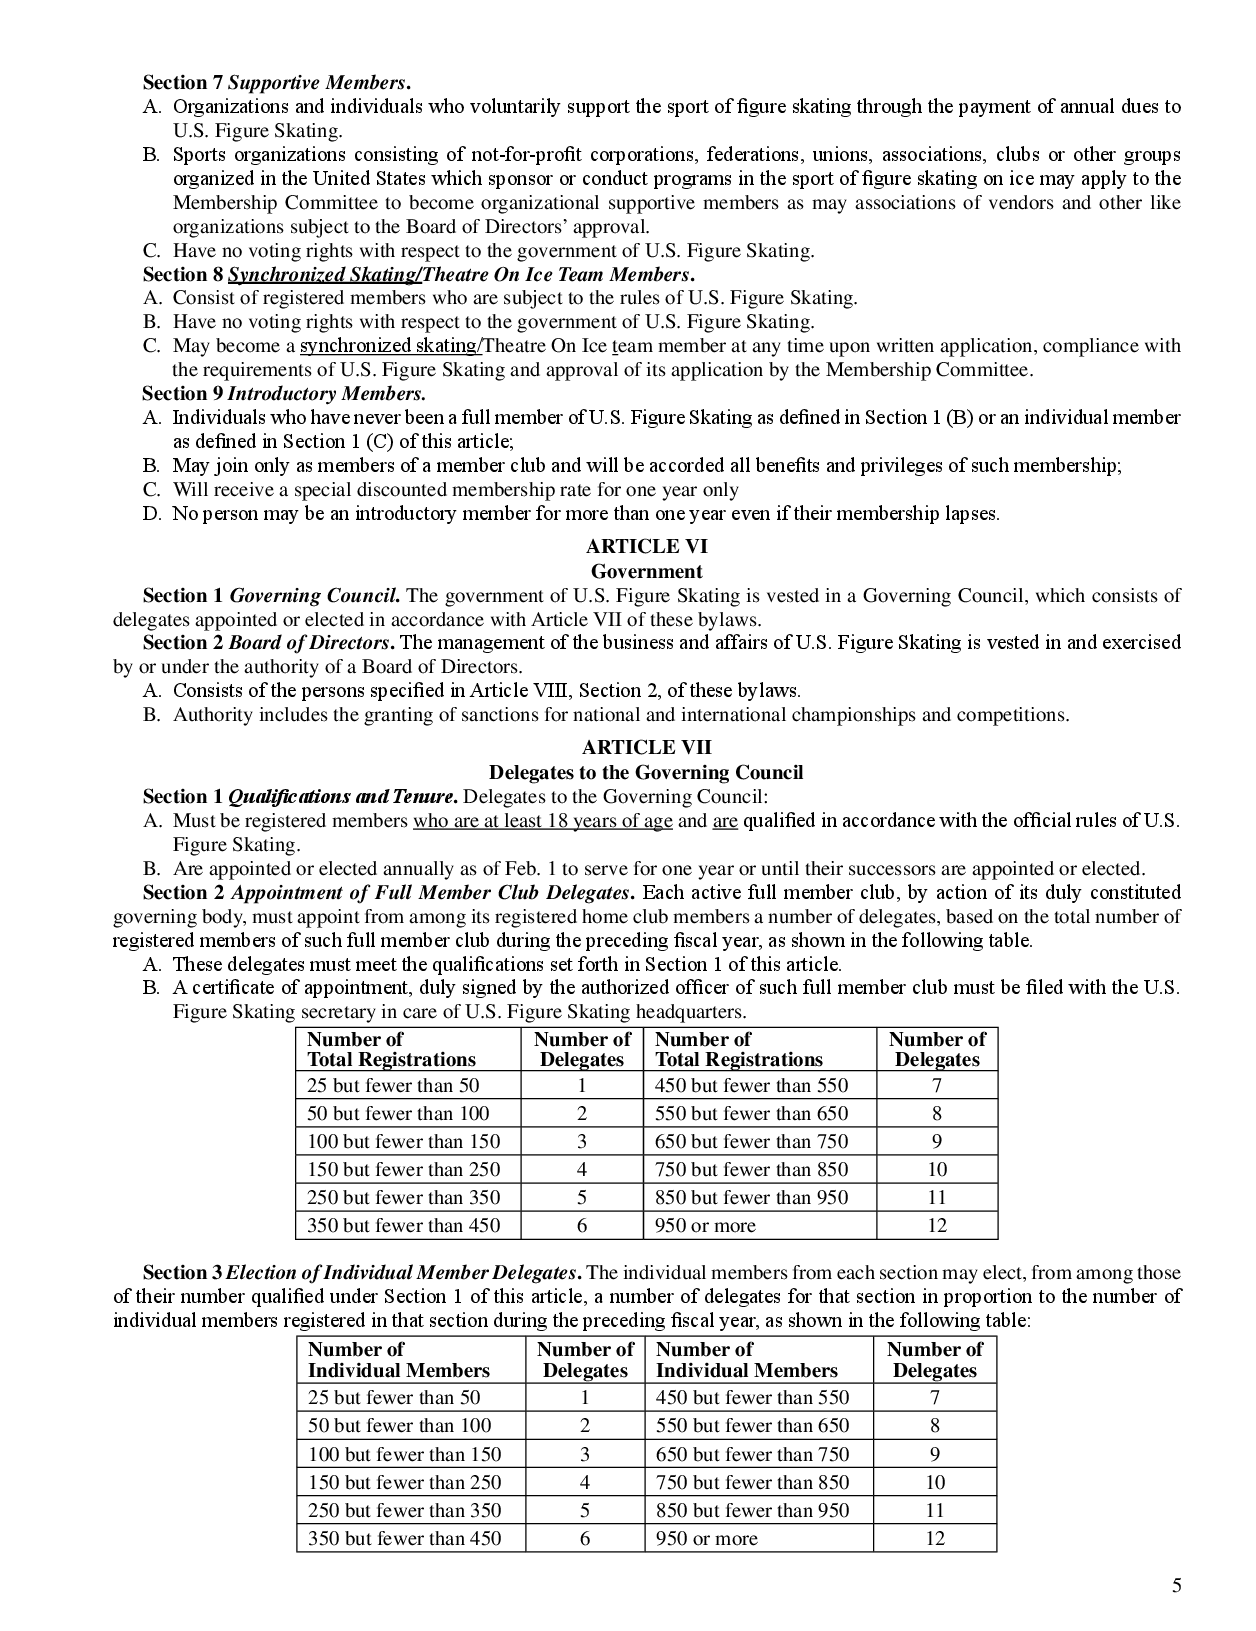 Section 7 Supportive Members.
A. Organizations and individuals who voluntarily support the sport of figure skating through the payment of annual dues to
U.S. Figure Skating.
B. Sports organizations consisting of not-for-profit corporations, federations, unions, associations, clubs or other groups
organized in the United States which sponsor or conduct programs in the sport of figure skating on ice may apply to the
Membership Committee to become organizational supportive members as may associations of vendors and other like
organizations subject to the Board of Directors’ approval.
C. Have no voting rights with respect to the government of U.S. Figure Skating.
Section 8 Synchronized Skating/Theatre On Ice Team Members.
A. Consist of registered members who are subject to the rules of U.S. Figure Skating.
B. Have no voting rights with respect to the government of U.S. Figure Skating.
C. May become a synchronized skating/Theatre On Ice team member at any time upon written application, compliance with
the requirements of U.S. Figure Skating and approval of its application by the Membership Committee.
Section 9 Introductory Members.
A. Individuals who have never been a full member of U.S. Figure Skating as defined in Section 1 (B) or an individual member
as defined in Section 1 (C) of this article;
B. May join only as members of a member club and will be accorded all benefits and privileges of such membership;
C. Will receive a special discounted membership rate for one year only
D. No person may be an introductory member for more than one year even if their membership lapses.
ARTICLE VI
Government
Section 1 Governing Council. The government of U.S. Figure Skating is vested in a Governing Council, which consists of
delegates appointed or elected in accordance with Article VII of these bylaws.
Section 2 Board of Directors. The management of the business and affairs of U.S. Figure Skating is vested in and exercised
by or under the authority of a Board of Directors.
A. Consists of the persons specified in Article VIII, Section 2, of these bylaws.
B. Authority includes the granting of sanctions for national and international championships and competitions.
ARTICLE VII
Delegates to the Governing Council
Section 1 Qualifications and Tenure. Delegates to the Governing Council:
A. Must be registered members who are at least 18 years of age and are qualified in accordance with the official rules of U.S.
Figure Skating.
B. Are appointed or elected annually as of Feb. 1 to serve for one year or until their successors are appointed or elected.
Section 2 Appointment of Full Member Club Delegates. Each active full member club, by action of its duly constituted
governing body, must appoint from among its registered home club members a number of delegates, based on the total number of
registered members of such full member club during the preceding fiscal year, as shown in the following table.
A. These delegates must meet the qualifications set forth in Section 1 of this article.
B. A certificate of appointment, duly signed by the authorized officer of such full member club must be filed with the U.S.
Figure Skating secretary in care of U.S. Figure Skating headquarters.
Number of Number of Number of Number of
Total Registrations Delegates Total Registrations Delegates
25 but fewer than 50 1 450 but fewer than 550 7
50 but fewer than 100 2 550 but fewer than 650 8
100 but fewer than 150 3 650 but fewer than 750 9
150 but fewer than 250 4 750 but fewer than 850 10
250 but fewer than 350 5 850 but fewer than 950 11
350 but fewer than 450 6 950 or more 12
Section 3 Election of Individual Member Delegates. The individual members from each section may elect, from among those
of their number qualified under Section 1 of this article, a number of delegates for that section in proportion to the number of
individual members registered in that section during the preceding fiscal year, as shown in the following table:
Number of Number of Number of Number of
Individual Members Delegates Individual Members Delegates
25 but fewer than 50 1 450 but fewer than 550 7
50 but fewer than 100 2 550 but fewer than 650 8
100 but fewer than 150 3 650 but fewer than 750 9
150 but fewer than 250 4 750 but fewer than 850 10
250 but fewer than 350 5 850 but fewer than 950 11
350 but fewer than 450 6 950 or more 12
5